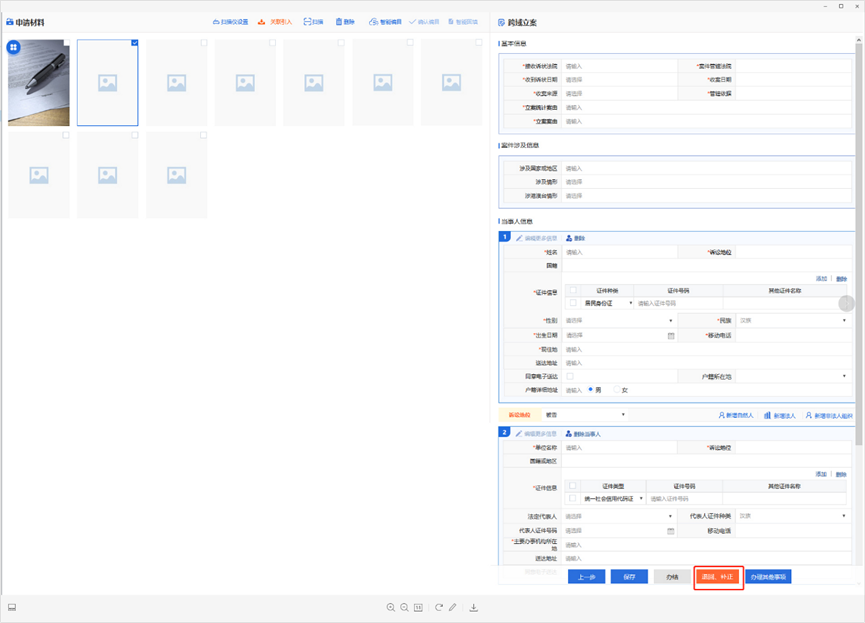 申请材料
扫描仪设置 关联引入 扫描 删除 智能编目 确认编目 智能回填
跨域立案
基本信息
*接收诉状法院 请输入 *案件管辖法院
*收到诉状日期 请选择 *收案日期
*收案来源 请选择 *管辖依据
*立案统计案由 请输入
*立案案由 请输入
案件涉及信息
涉及国家或地区 请输入
涉及情形 请选择
涉港澳台情形 请选择
当事人信息
1 编辑更多信息 删除
*姓名 请输入 *诉讼地位
国籍
添加 | 删除
*证件信息 证件种类 证件号码 其他证件名称
居民身份证 请输入证件号码
*性别 请选择 *民族 汉族
*出生日期 请选择 *移动电话
*现住地 请输入
送达地址 请输入
同意电子送达 户籍所在地
户籍详细地址 请输入 男 女
诉讼地位 被告 新增自然人 新增法人 新增非法人组织
2 编辑更多信息 删除当事人
*单位名称 请输入 *诉讼地位
国籍或地区
添加 | 删除
*证件信息 证件类型 证件号码 其他证件名称
统一社会信用代码证 请输入证件号码
法定代表人 请选择 代表人证件种类 汉族
代表人证件号码 请选择 移动电话
*主要办事机构所在地 请输入
送达地址 请输入
上一步 保存 办结 退回、补正 办理其他事项